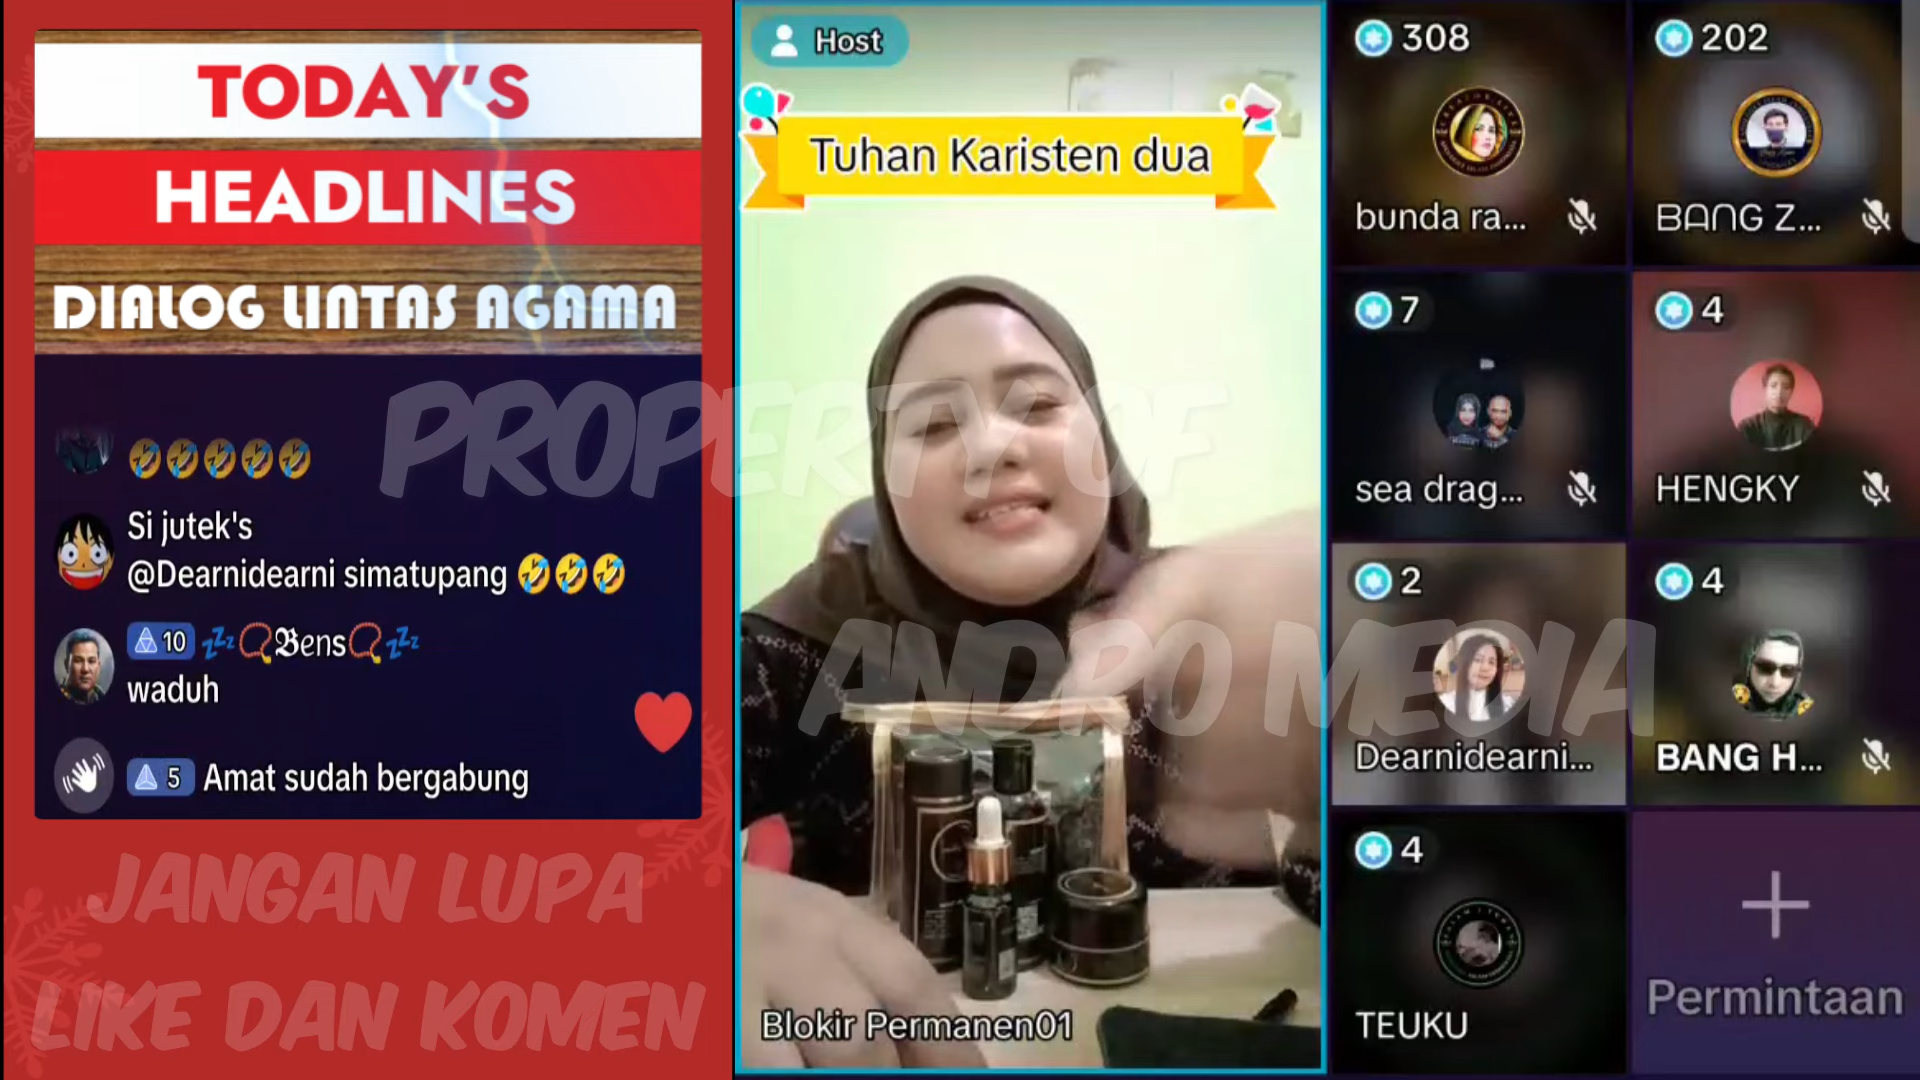 TODAY'S
HEADLINES
DIALOG LINTAS AGAMA
🤣🤣🤣🤣🤣
Si jutek's
@Dearnidearni simatupang 🤣🤣🤣
10 💤📿𝕭ens📿💤
waduh
5 Amat sudah bergabung
JANGAN LUPA
LIKE DAN KOMEN
PROPERTY OF
ANDRO MEDIA
Host
Tuhan Karisten dua
Blokir Permanen01
308
bunda ra...
202
BANG Z...
7
sea drag...
4
HENGKY
2
Dearnidearni...
4
BANG H...
4
TEUKU
Permintaan